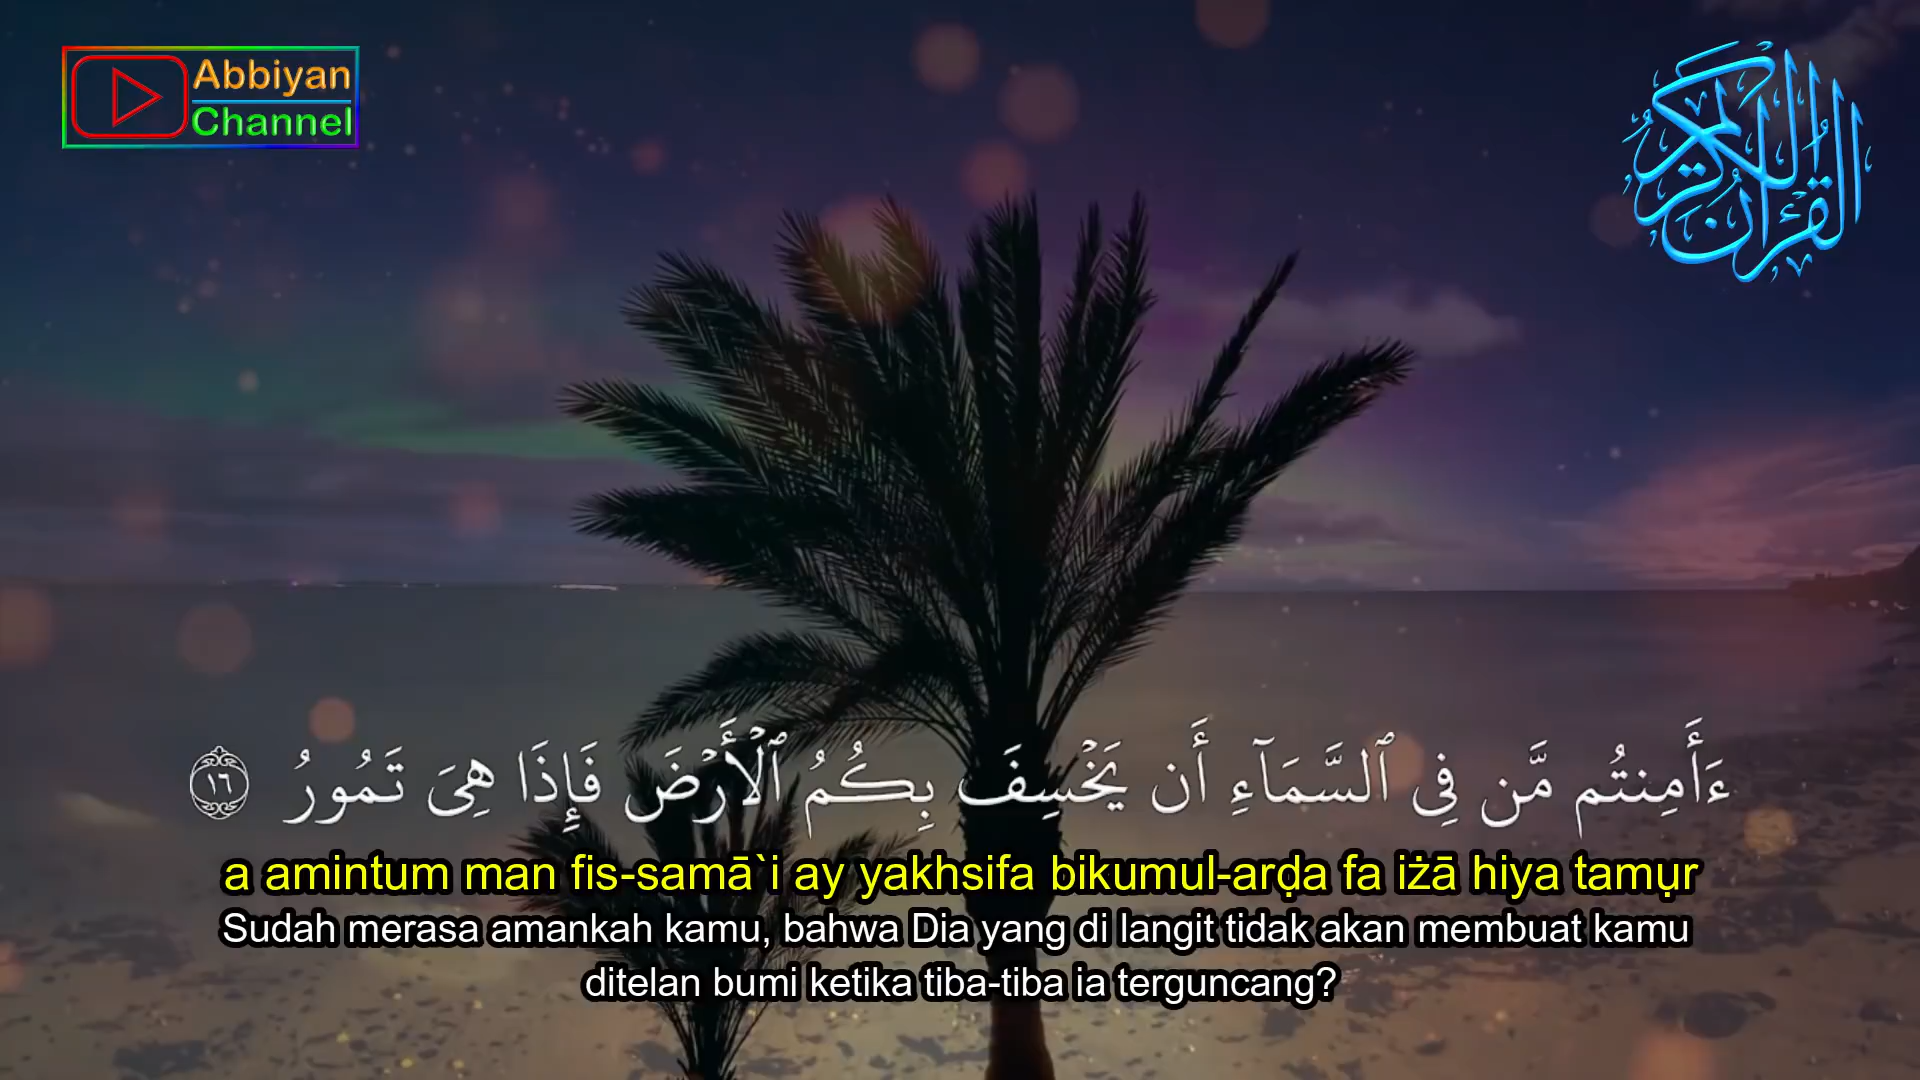 Abbiyan
Channel
القرآن الكريم
ءَأَمِنتُم مَّن فِى ٱلسَّمَآءِ أَن يَخْسِفَ بِكُمُ ٱلْأَرْضَ فَإِذَا هِىَ تَمُورُ ١٦
a amintum man fis-samā`i ay yakhsifa bikumul-arḍa fa iżā hiya tamụr
Sudah merasa amankah kamu, bahwa Dia yang di langit tidak akan membuat kamu
ditelan bumi ketika tiba-tiba ia terguncang?